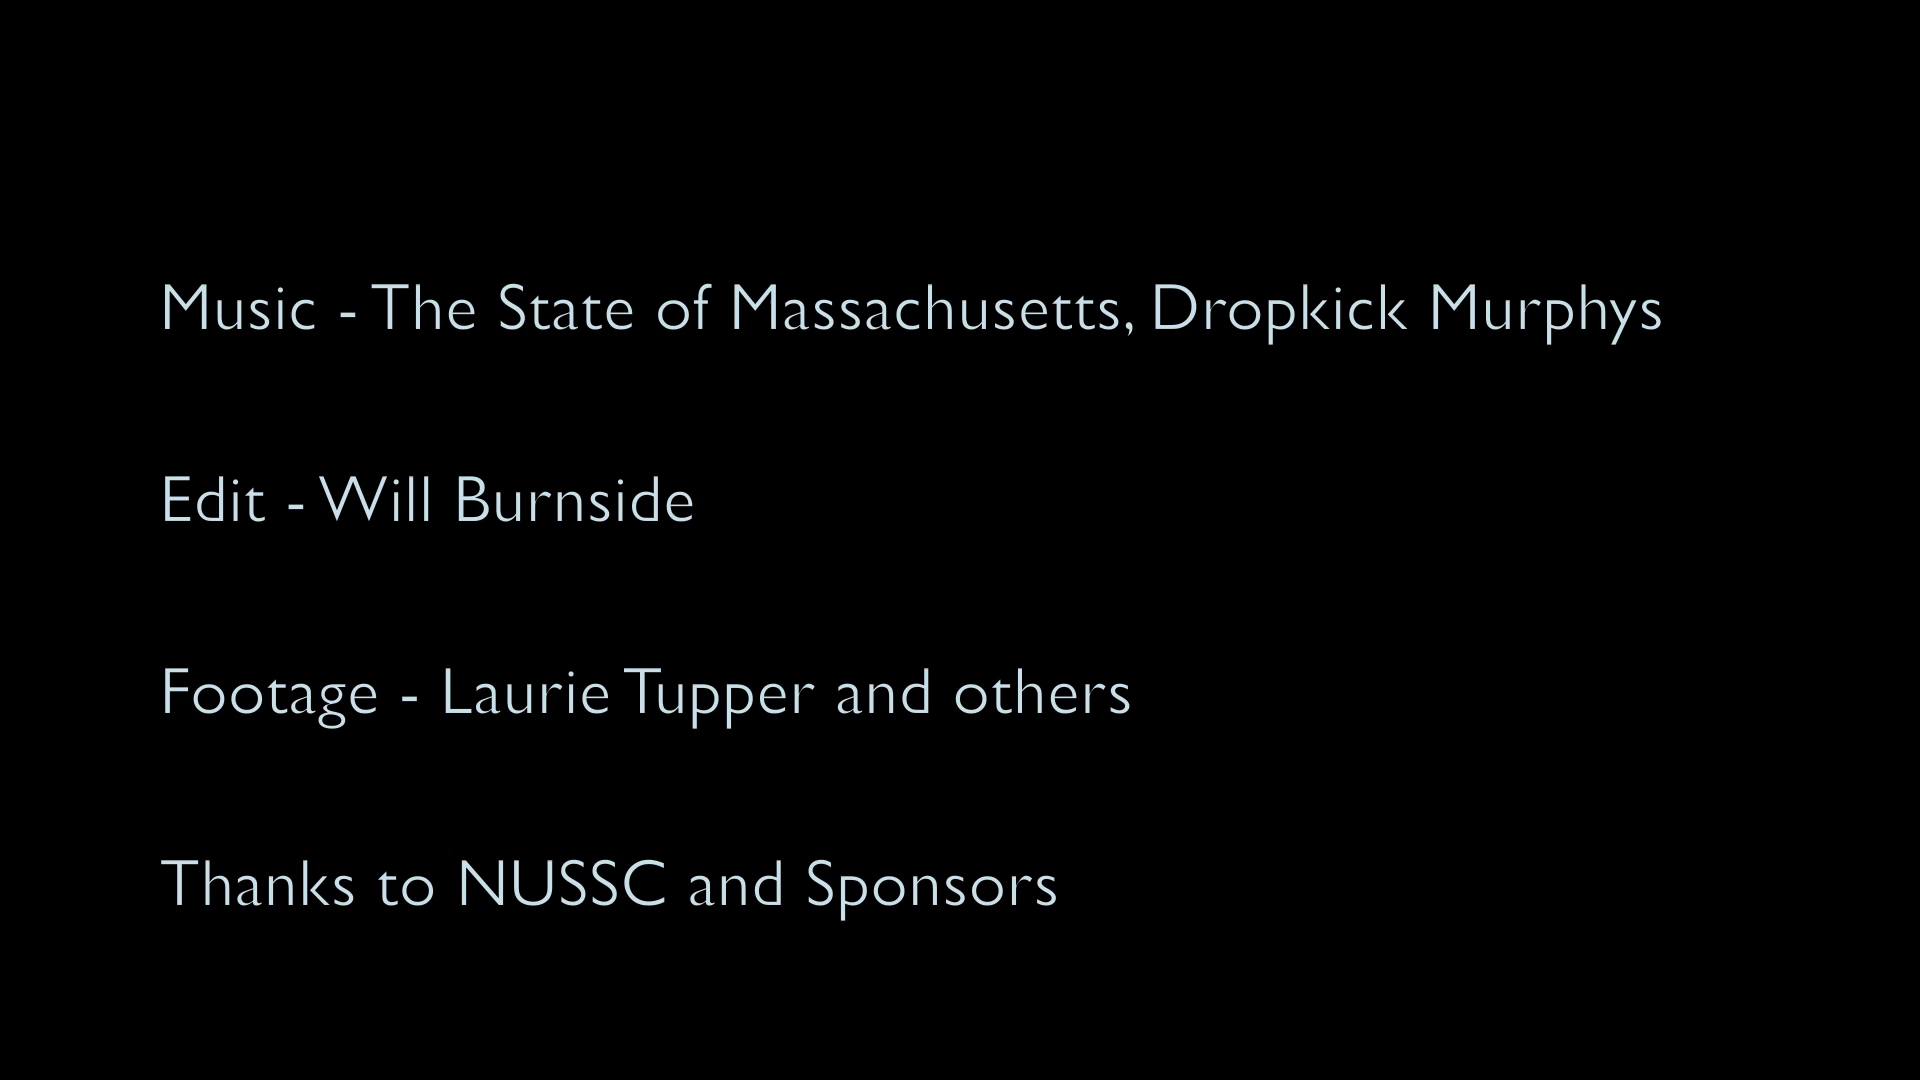 Music - The State of Massachusetts, Dropkick Murphys
Edit - Will Burnside
Footage - Laurie Tupper and others
Thanks to NUSSC and Sponsors